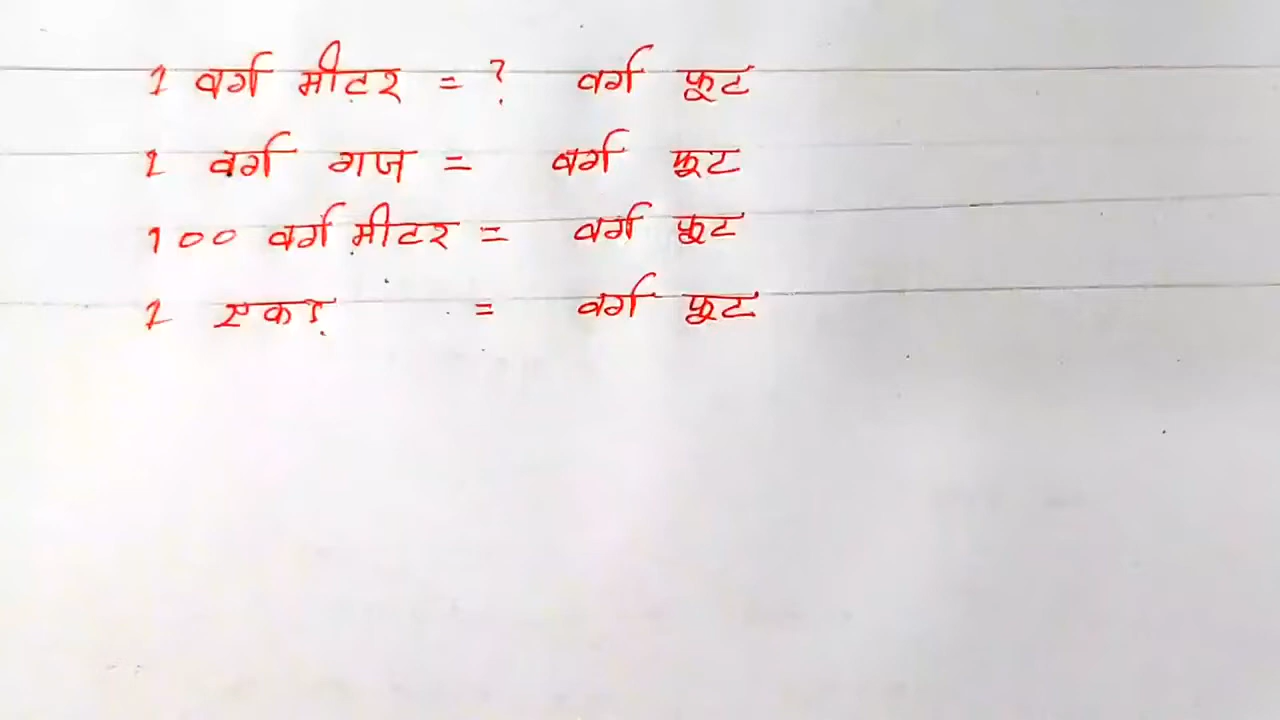 1 वर्ग मीटर = ? वर्ग फूट
1 वर्ग गज = वर्ग फूट
100 वर्ग मीटर = वर्ग फूट
1 एकड़ = वर्ग फूट